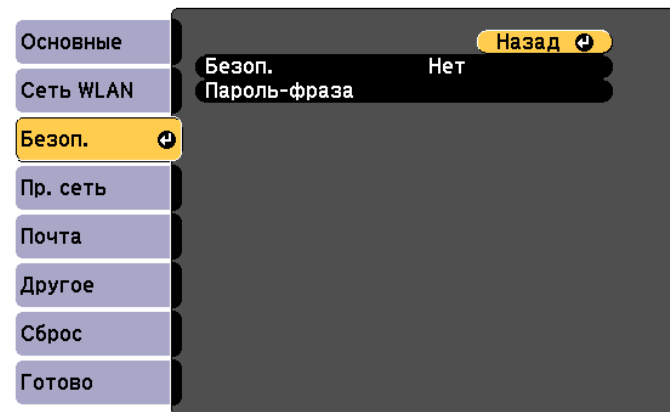 Основные
Сеть WLAN
Безоп.
Пр. сеть
Почта
Другое
Сброс
Готово
Назад
Безоп. Нет
Пароль-фраза